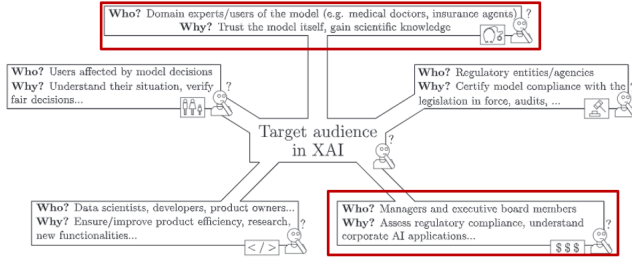 Who? Domain experts/users of the model (e.g. medical doctors, insurance agents)
Why? Trust the model itself, gain scientific knowledge
?
Who? Users affected by model decisions
Why? Understand their situation, verify
fair decisions...
?
Who? Regulatory entities/agencies
Why? Certify model compliance with the
legislation in force, audits, ...
?
Target audience
in XAI
?
Who? Data scientists, developers, product owners...
Why? Ensure/improve product efficiency, research,
new functionalities...
</>
?
Who? Managers and executive board members
Why? Assess regulatory compliance, understand
corporate AI applications...
$$$
?